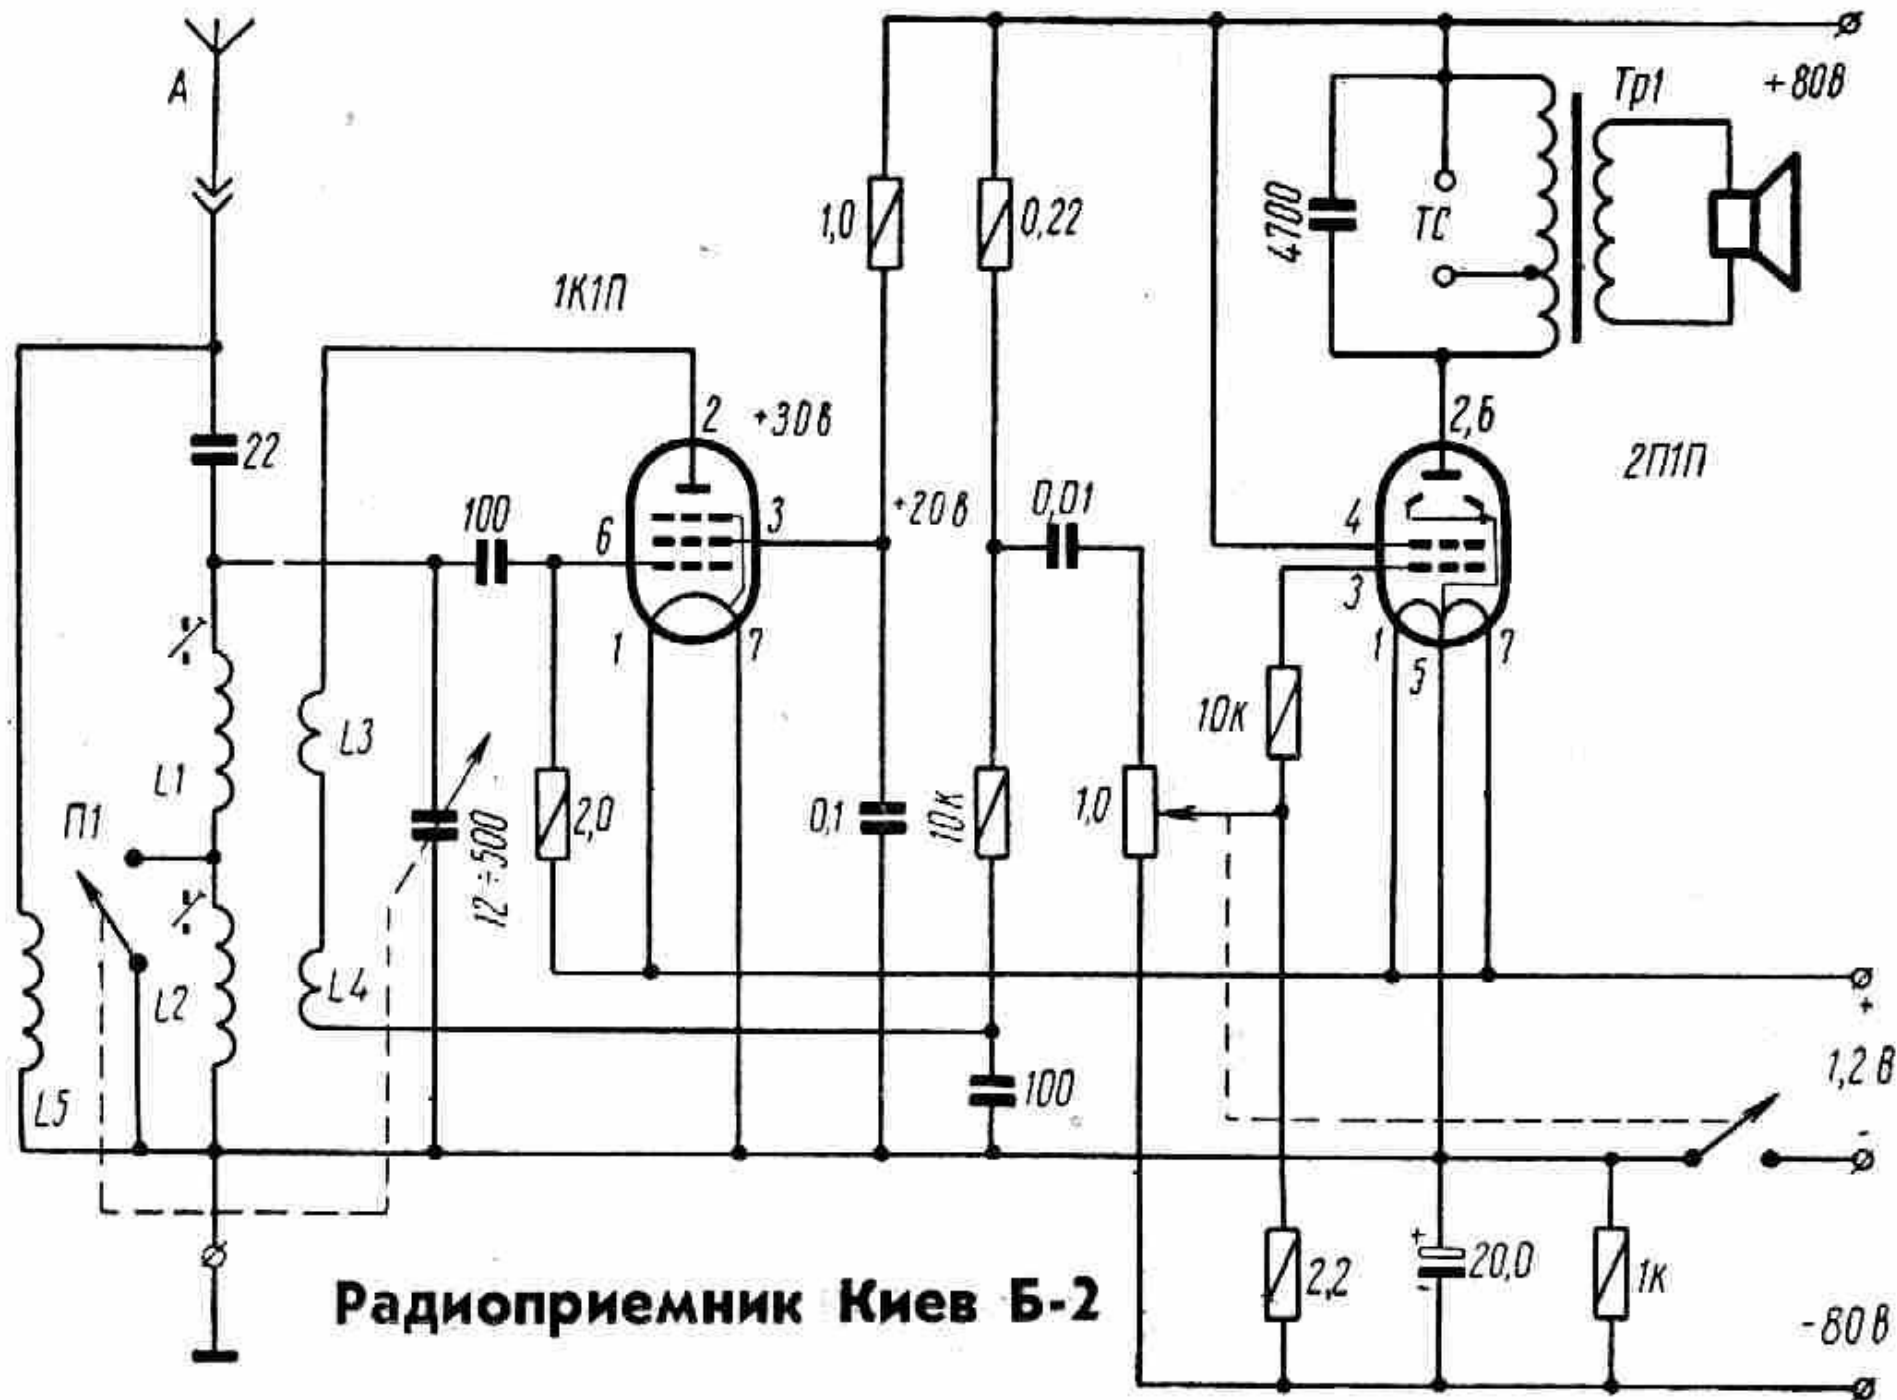 А
Тр1
+80В
1,0
0,22
4700
ТС
1К1П
2
+30В
2,Б
22
2П1П
100
6
3
+20В
0,01
4
3
1
7
1
5
7
10к
L3
L1
П1
12÷500
2,0
0,1
10к
1,0
L4
L2
+
100
1,2В
L5
-
+
20,0
-
2,2
1к
Радиоприемник Киев Б-2
-80В